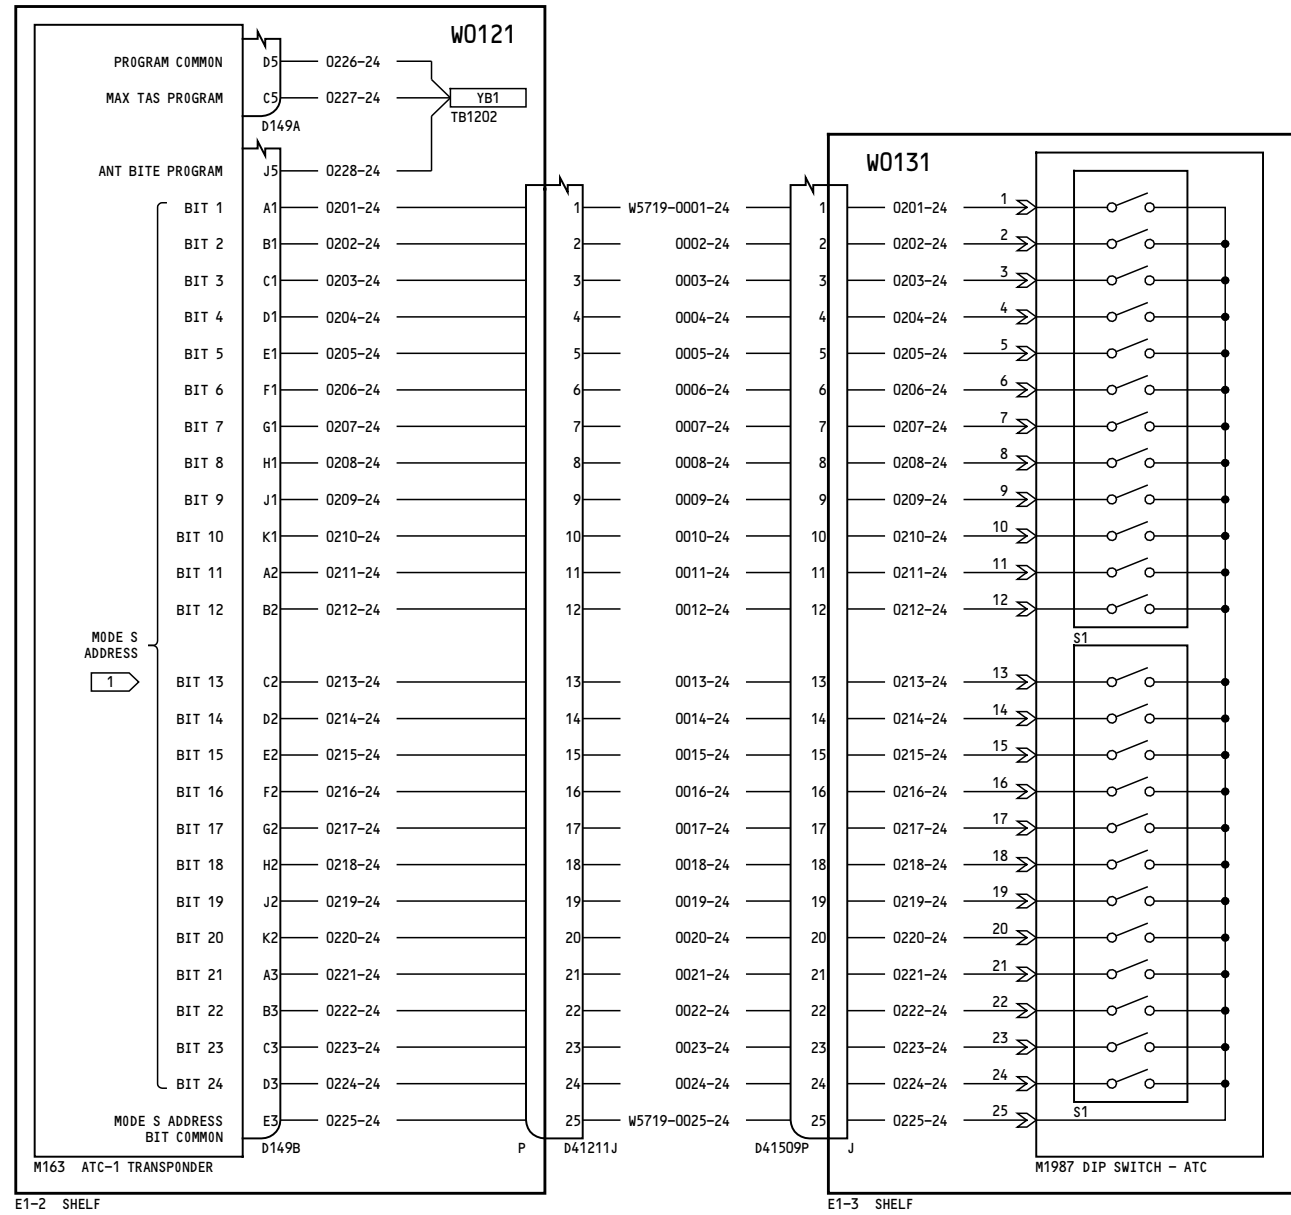 W0121
PROGRAM COMMON D5 0226-24
MAX TAS PROGRAM C5 0227-24 YB1
TB1202
D149A
W0131
ANT BITE PROGRAM J5 0228-24
BIT 1 A1 0201-24 1 W5719-0001-24 1 0201-24 1
BIT 2 B1 0202-24 2 0002-24 2 0202-24 2
BIT 3 C1 0203-24 3 0003-24 3 0203-24 3
BIT 4 D1 0204-24 4 0004-24 4 0204-24 4
BIT 5 E1 0205-24 5 0005-24 5 0205-24 5
BIT 6 F1 0206-24 6 0006-24 6 0206-24 6
BIT 7 G1 0207-24 7 0007-24 7 0207-24 7
BIT 8 H1 0208-24 8 0008-24 8 0208-24 8
BIT 9 J1 0209-24 9 0009-24 9 0209-24 9
BIT 10 K1 0210-24 10 0010-24 10 0210-24 10
BIT 11 A2 0211-24 11 0011-24 11 0211-24 11
BIT 12 B2 0212-24 12 0012-24 12 0212-24 12
S1
MODE S
ADDRESS
1
BIT 13 C2 0213-24 13 0013-24 13 0213-24 13
BIT 14 D2 0214-24 14 0014-24 14 0214-24 14
BIT 15 E2 0215-24 15 0015-24 15 0215-24 15
BIT 16 F2 0216-24 16 0016-24 16 0216-24 16
BIT 17 G2 0217-24 17 0017-24 17 0217-24 17
BIT 18 H2 0218-24 18 0018-24 18 0218-24 18
BIT 19 J2 0219-24 19 0019-24 19 0219-24 19
BIT 20 K2 0220-24 20 0020-24 20 0220-24 20
BIT 21 A3 0221-24 21 0021-24 21 0221-24 21
BIT 22 B3 0222-24 22 0022-24 22 0222-24 22
BIT 23 C3 0223-24 23 0023-24 23 0223-24 23
BIT 24 D3 0224-24 24 0024-24 24 0224-24 24
S1
MODE S ADDRESS E3 0225-24 25 W5719-0025-24 25 0225-24 25
BIT COMMON
D149B P D41211J D41509P J
M163 ATC-1 TRANSPONDER
M1987 DIP SWITCH - ATC
E1-2 SHELF
E1-3 SHELF